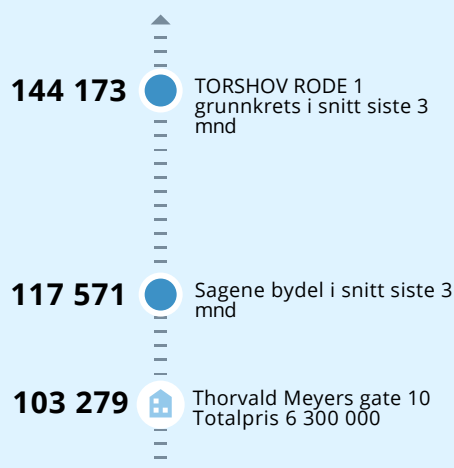 144 173
TORSHOV RODE 1
grunnkrets i snitt siste 3
mnd
117 571
Sagene bydel i snitt siste 3
mnd
103 279
Thorvald Meyers gate 10
Totalpris 6 300 000